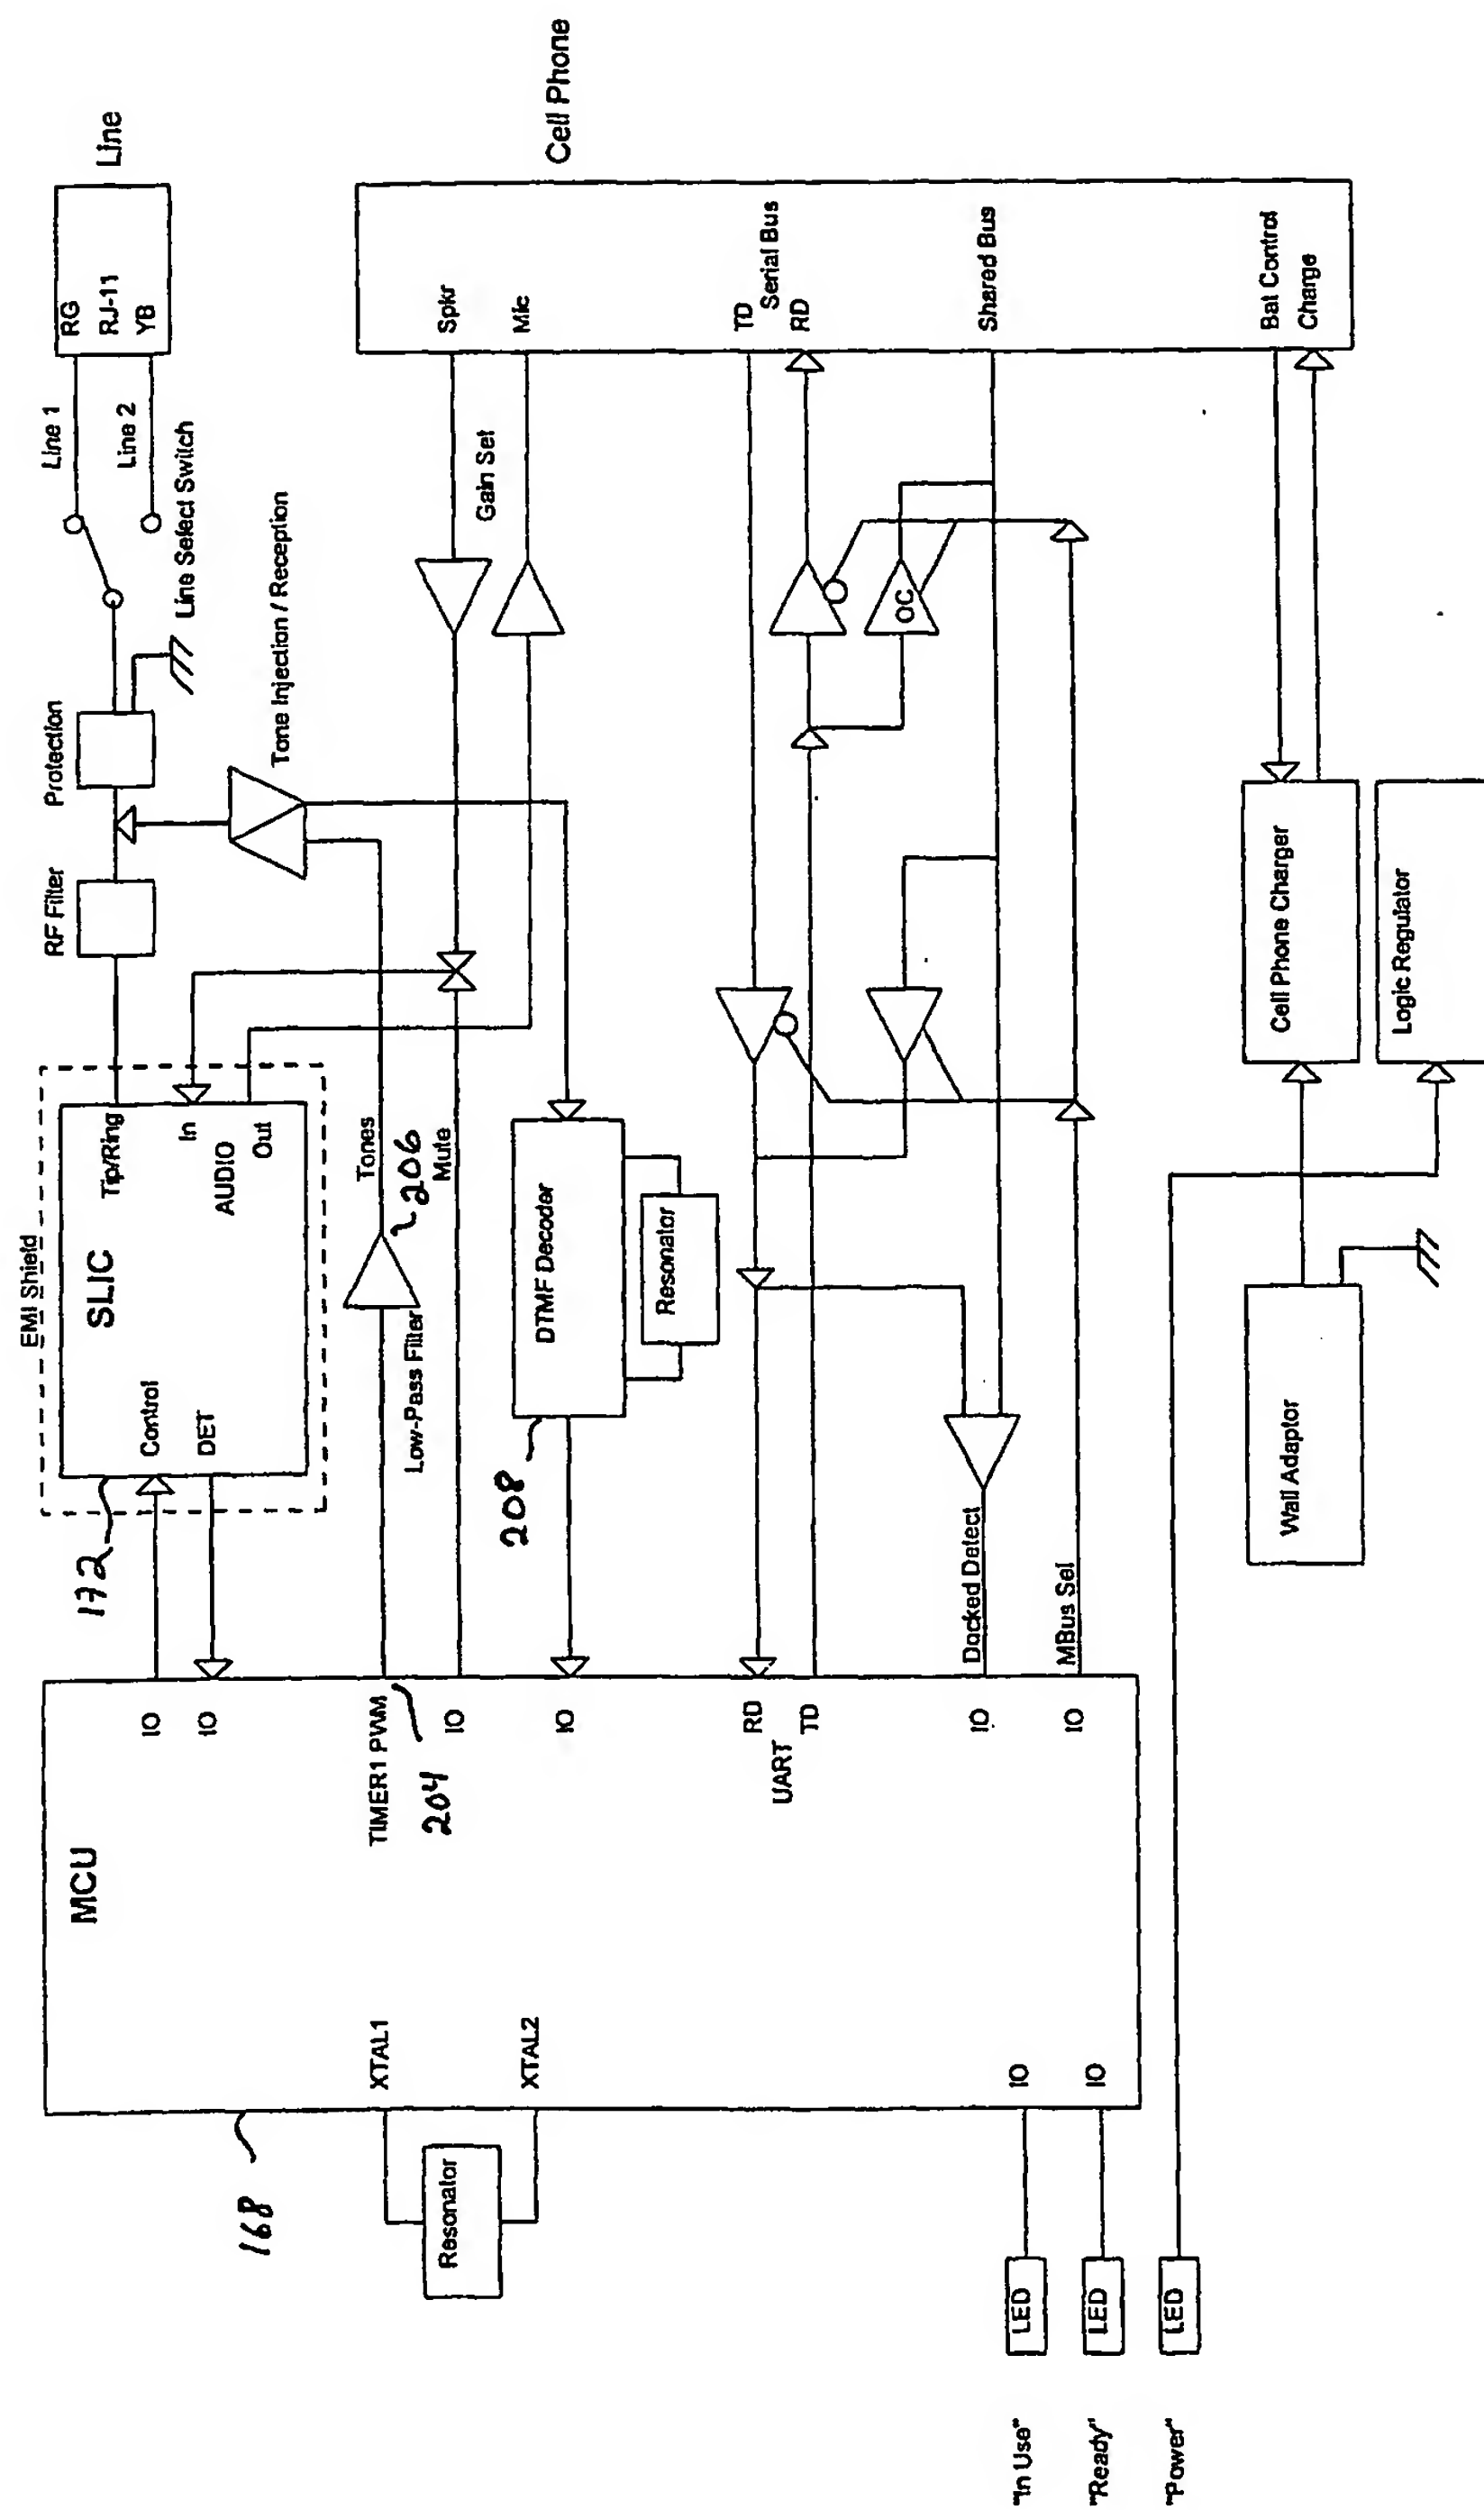 EMI Shield
SLIC
Control
DET
Tip/Ring
In
AUDIO
Out
172
RF Filter
Protection
Line 1
Line 2
Line Select Switch
RG
RJ-11
YB
Line
Tone Injection / Reception
MCU
168
IO
IO
TIMER1 PWM
204
IO
IO
RD
UART
TD
IO
IO
XTAL1
XTAL2
IO
IO
Resonator
Low-Pass Filter
Tones
206
Mute
DTMF Decoder
208
Resonator
Gain Set
Spkr
Mic
Cell Phone
TD
Serial Bus
RD
Shared Bus
Bat Control
Charge
OC
Docked Detect
MBus Sel
Cell Phone Charger
Logic Regulator
Wall Adaptor
LED
LED
LED
"In Use"
"Ready"
"Power"